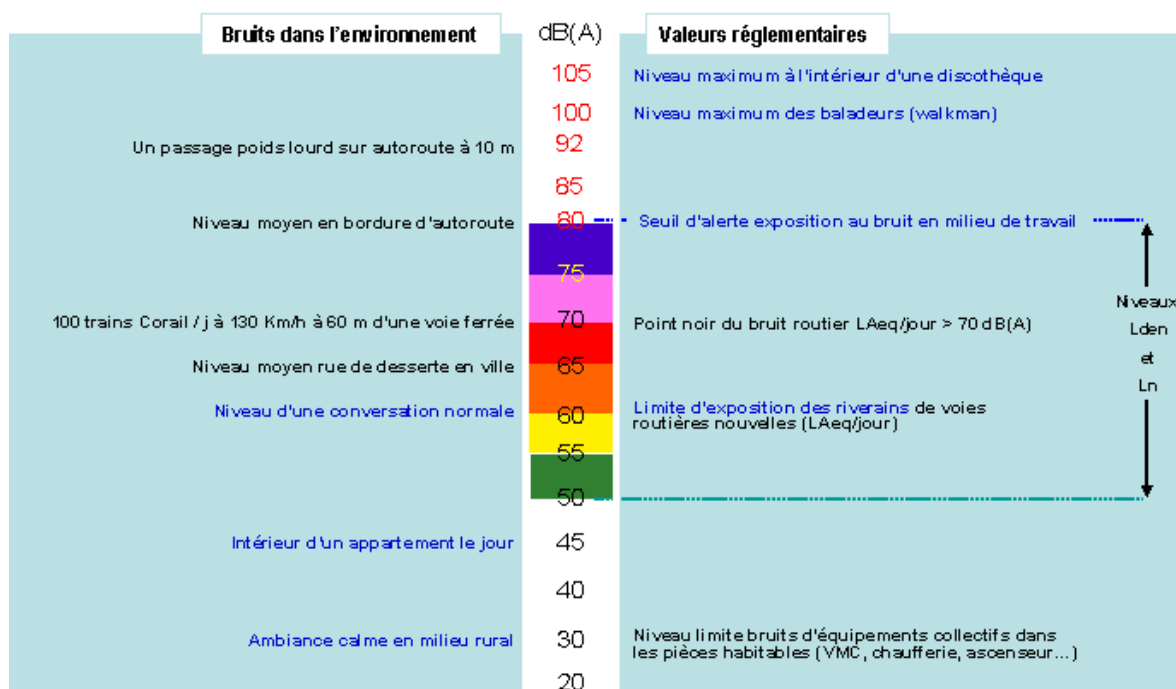 Bruits dans l'environnement dB(A) Valeurs réglementaires
105 Niveau maximum à l'intérieur d'une discothèque
100 Niveau maximum des baladeurs (walkman)
Un passage poids lourd sur autoroute à 10 m 92
85
Niveau moyen en bordure d'autoroute 80 Seuil d'alerte exposition au bruit en milieu de travail
75
Niveaux
100 trains Corail / j à 130 Km/h à 60 m d'une voie ferrée 70 Point noir du bruit routier LAeq/jour > 70 dB(A)
Lden
et
Niveau moyen rue de desserte en ville 65
Ln
Niveau d'une conversation normale 60 Limite d'exposition des riverains de voies
routières nouvelles (LAeq/jour)
55
50
Intérieur d'un appartement le jour 45
40
Ambiance calme en milieu rural 30 Niveau limite bruits d'équipements collectifs dans
les pièces habitables (VMC, chaufferie, ascenseur...)
20